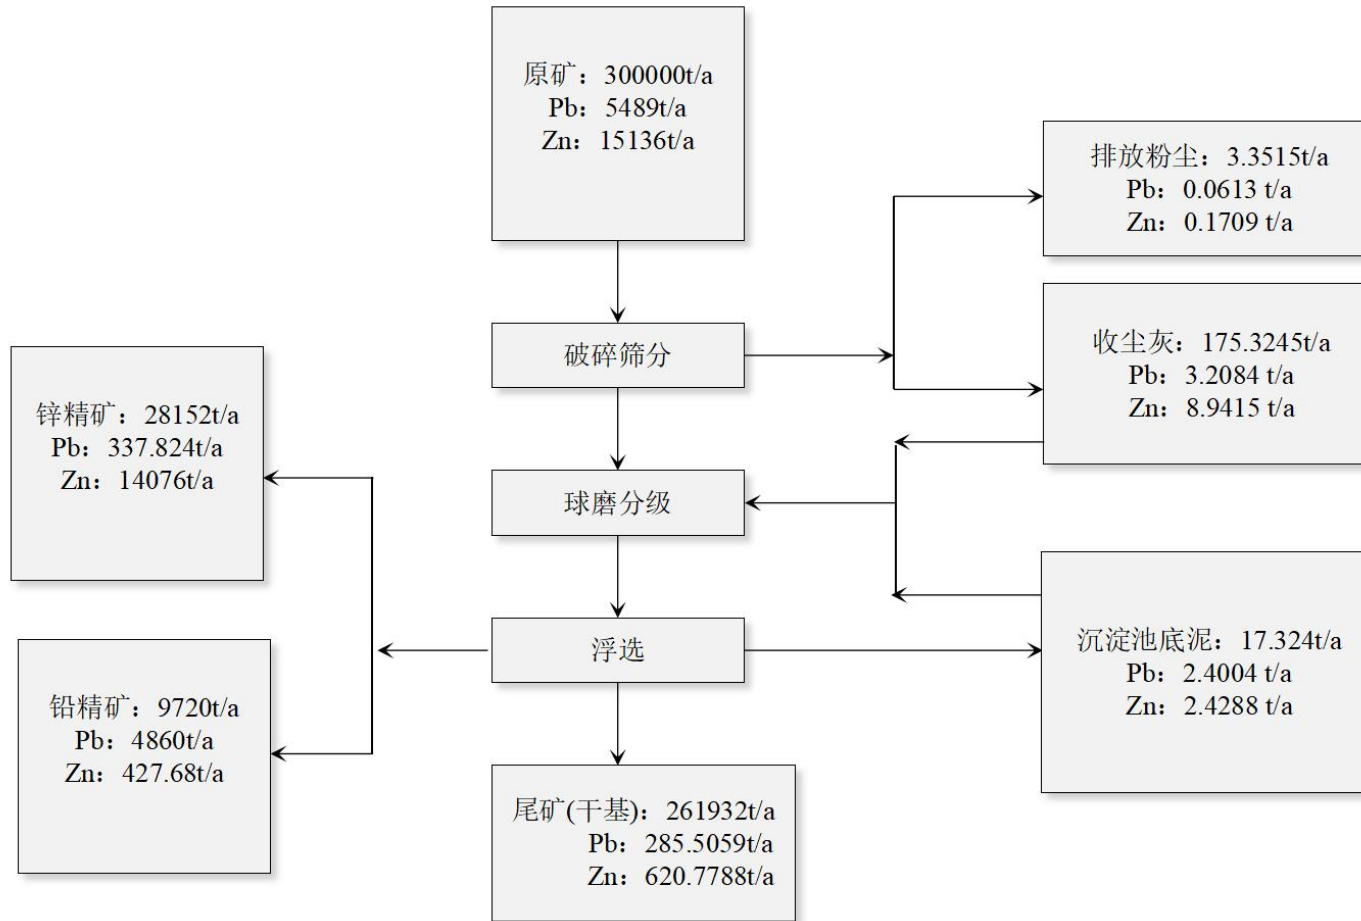 原矿：300000t/a
Pb：5489t/a
Zn：15136t/a
排放粉尘：3.3515t/a
Pb：0.0613 t/a
Zn：0.1709 t/a
破碎筛分
收尘灰：175.3245t/a
Pb：3.2084 t/a
Zn：8.9415 t/a
锌精矿：28152t/a
Pb：337.824t/a
Zn：14076t/a
球磨分级
浮选
沉淀池底泥：17.324t/a
Pb：2.4004 t/a
Zn：2.4288 t/a
铅精矿：9720t/a
Pb：4860t/a
Zn：427.68t/a
尾矿(干基)：261932t/a
Pb：285.5059t/a
Zn：620.7788t/a